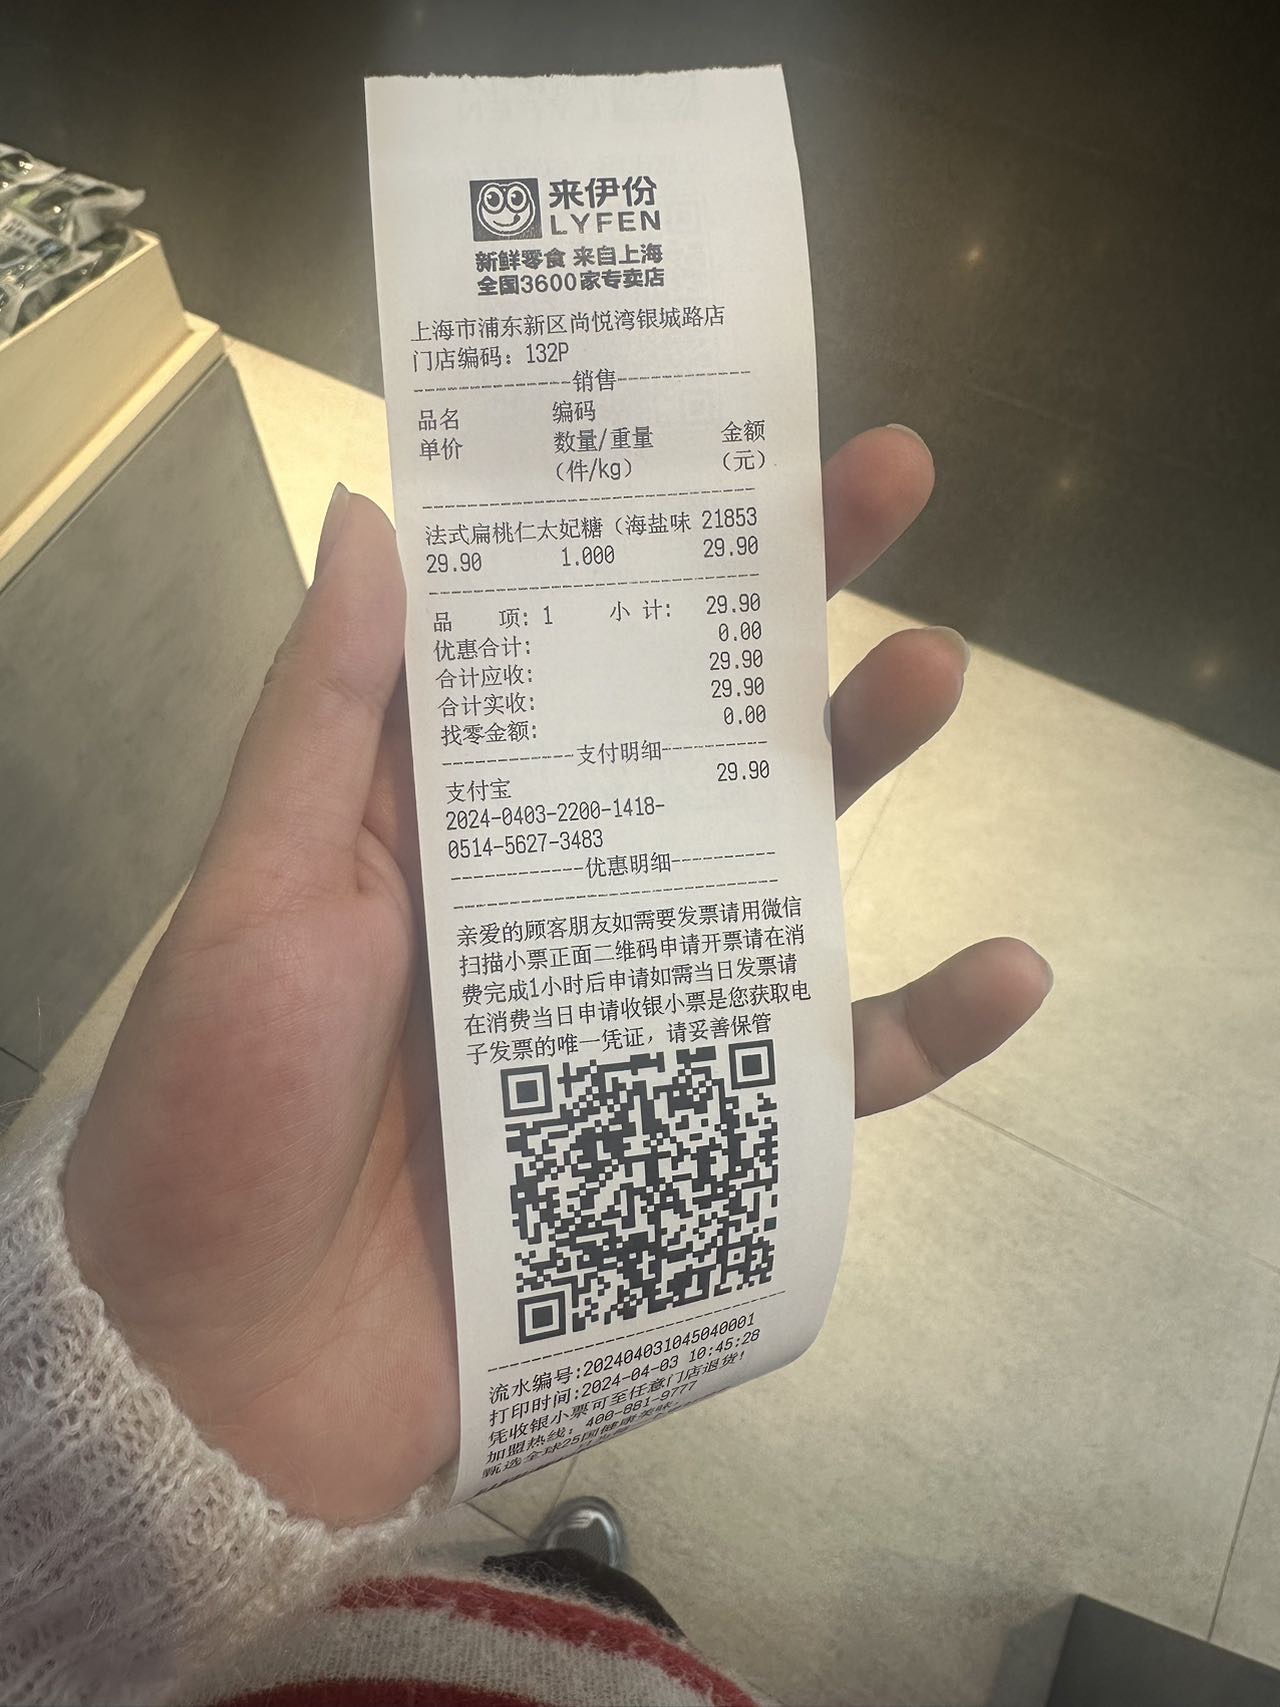 来伊份
LYFEN
新鲜零食 来自上海
全国3600家专卖店
上海市浦东新区尚悦湾银城路店
门店编码：132P
销售
品名 编码
单价 数量/重量 金额
（件/kg） （元）
法式扁桃仁太妃糖（海盐味 21853
29.90 1.000 29.90
品 项: 1 小 计: 29.90
优惠合计: 0.00
合计应收: 29.90
合计实收: 29.90
找零金额: 0.00
支付明细
支付宝 29.90
2024-0403-2200-1418-
0514-5627-3483
优惠明细
亲爱的顾客朋友如需要发票请用微信
扫描小票正面二维码申请开票请在消
费完成1小时后申请如需当日发票请
在消费当日申请收银小票是您获取电
子发票的唯一凭证，请妥善保管
流水编号:202404031045040001
打印时间:2024-04-03 10:45:28
凭收银小票可至任意门店退货!
加盟热线: 400-881-9777
甄选全球25国健康美味